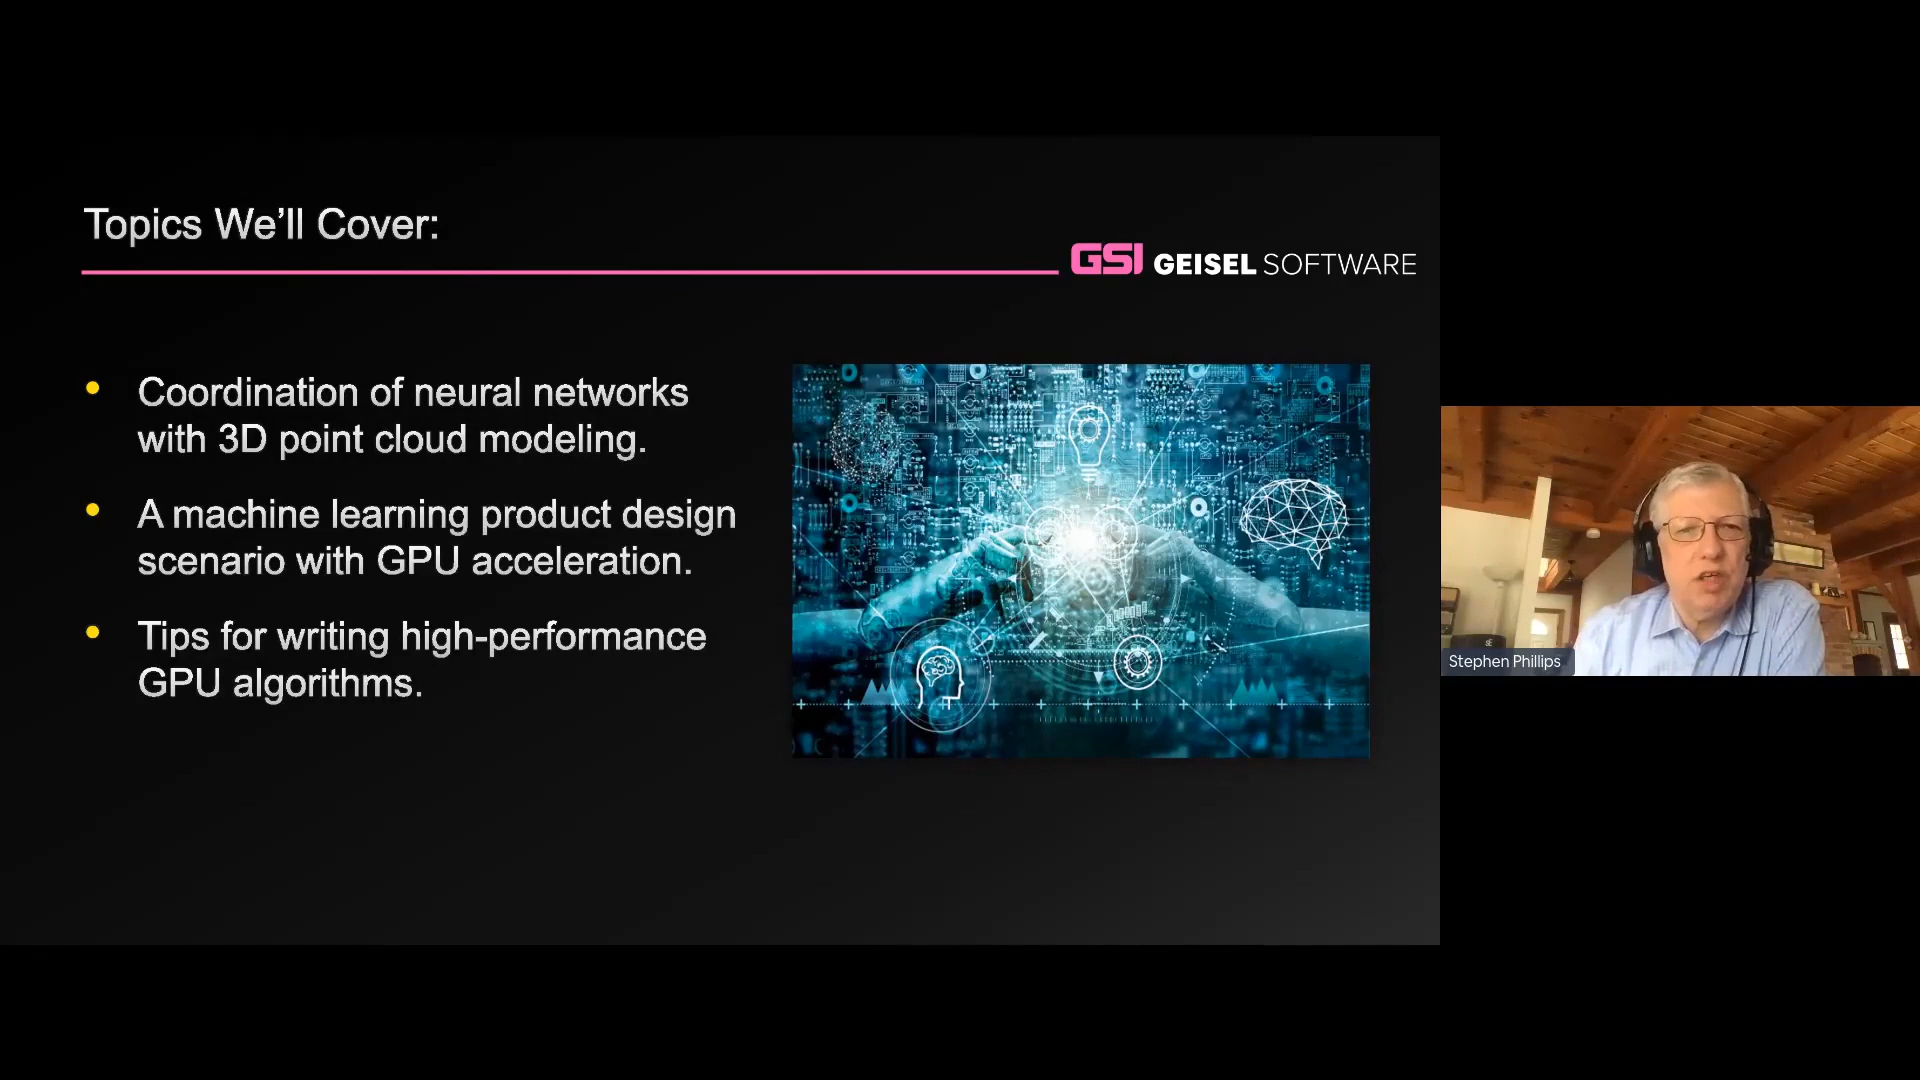 Topics We’ll Cover:
GSI GEISEL SOFTWARE
• Coordination of neural networks
with 3D point cloud modeling.
• A machine learning product design
scenario with GPU acceleration.
• Tips for writing high-performance
GPU algorithms.
Stephen Phillips